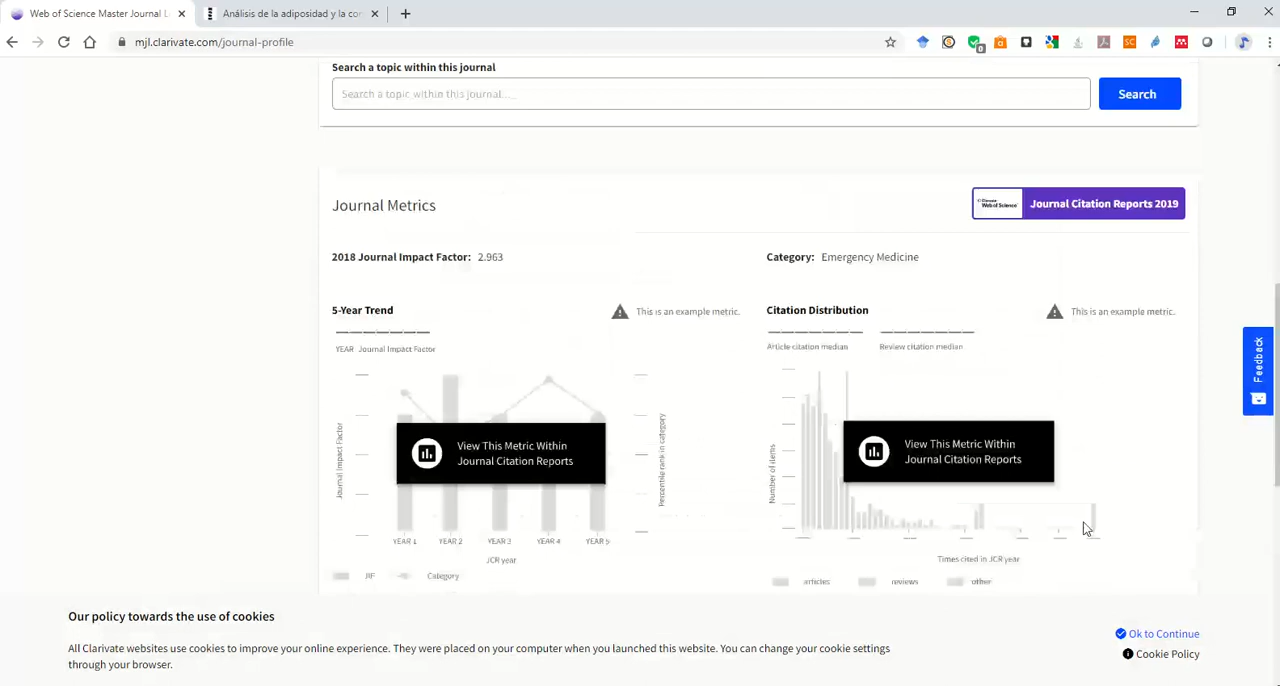 Web of Science Master Journal L
Análisis de la adiposidad y la con
mjl.clarivate.com/journal-profile
Search a topic within this journal
Search a topic within this journal....
Search
Journal Metrics
Web of Science
Journal Citation Reports 2019
2018 Journal Impact Factor: 2.963
Category: Emergency Medicine
5-Year Trend
This is an example metric.
Citation Distribution
This is an example metric.
YEAR Journal Impact Factor
Article citation median
Review citation median
Journal Impact Factor
View This Metric Within
Journal Citation Reports
Percentile rank in category
Number of items
View This Metric Within
Journal Citation Reports
YEAR 1 YEAR 2 YEAR 3 YEAR 4 YEAR 5
JCR year
Times cited in JCR year
JIF Category
articles reviews other
Feedback
Our policy towards the use of cookies
All Clarivate websites use cookies to improve your online experience. They were placed on your computer when you launched this website. You can change your cookie settings
through your browser.
Ok to Continue
Cookie Policy